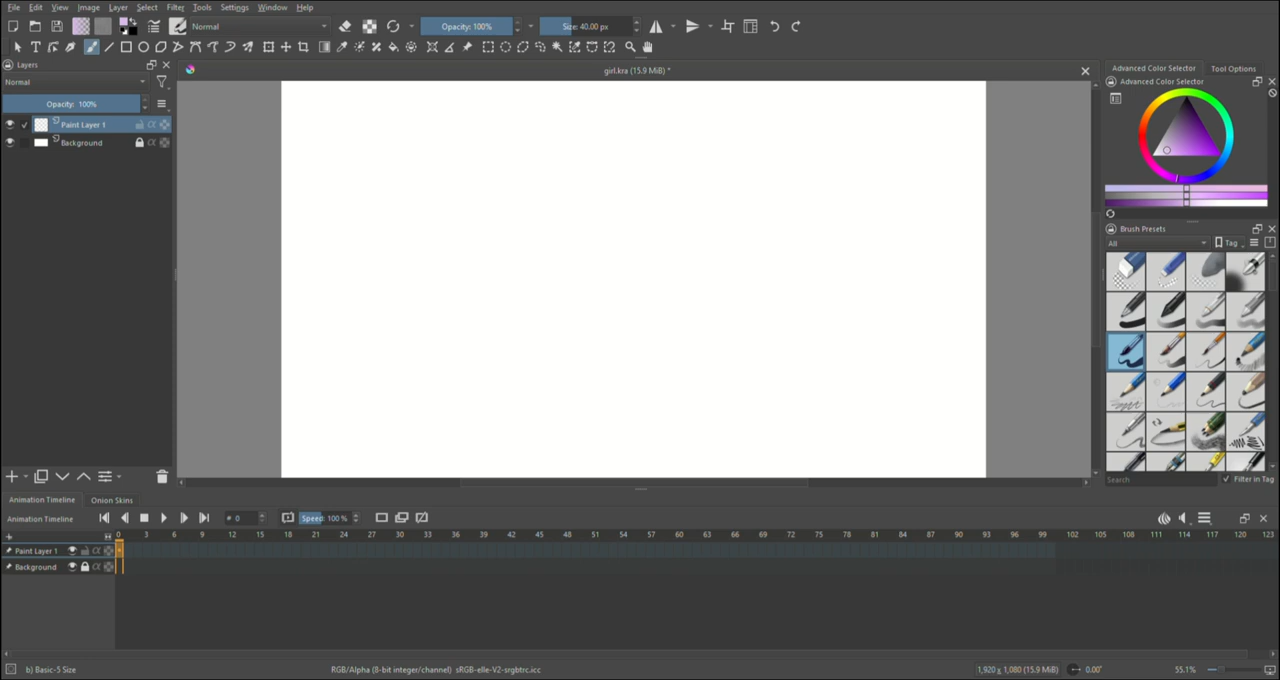 File Edit View Image Layer Select Filter Tools Settings Window Help
Normal Opacity: 100% Size: 40.00 px
Layers girl.kra (15.9 MiB) * Advanced Color Selector Tool Options
Normal Advanced Color Selector
Opacity: 100%
Paint Layer 1
Background
Brush Presets
All Tag
Search Filter in Tag
Animation Timeline Onion Skins
Animation Timeline # 0 Speed: 100 %
0 3 6 9 12 15 18 21 24 27 30 33 36 39 42 45 48 51 54 57 60 63 66 69 72 75 78 81 84 87 90 93 96 99 102 105 108 111 114 117 120 123
Paint Layer 1
Background
b) Basic-5 Size RGB/Alpha (8-bit integer/channel) sRGB-elle-V2-srgbtrc.icc 1,920 x 1,080 (15.9 MiB) 0.00° 55.1%